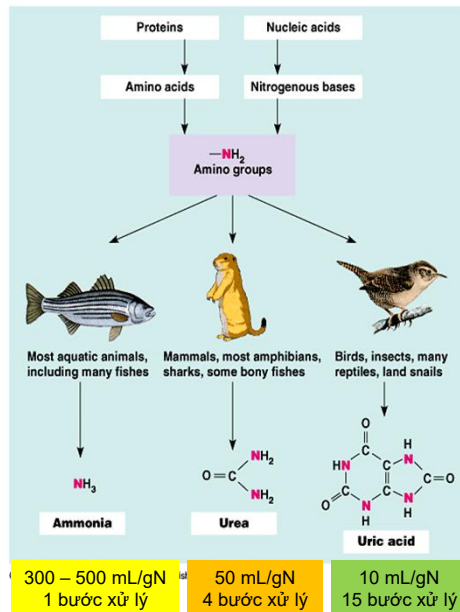 Proteins
Nucleic acids
Amino acids
Nitrogenous bases
—NH2
Amino groups
Most aquatic animals,
including many fishes
Mammals, most amphibians,
sharks, some bony fishes
Birds, insects, many
reptiles, land snails
NH3
Ammonia
O=C
NH2
NH2
Urea
O
C
HN
C
H
N
C=O
C
O
N
H
C
N
H
Uric acid
300 – 500 mL/gN
1 bước xử lý
50 mL/gN
4 bước xử lý
10 mL/gN
15 bước xử lý